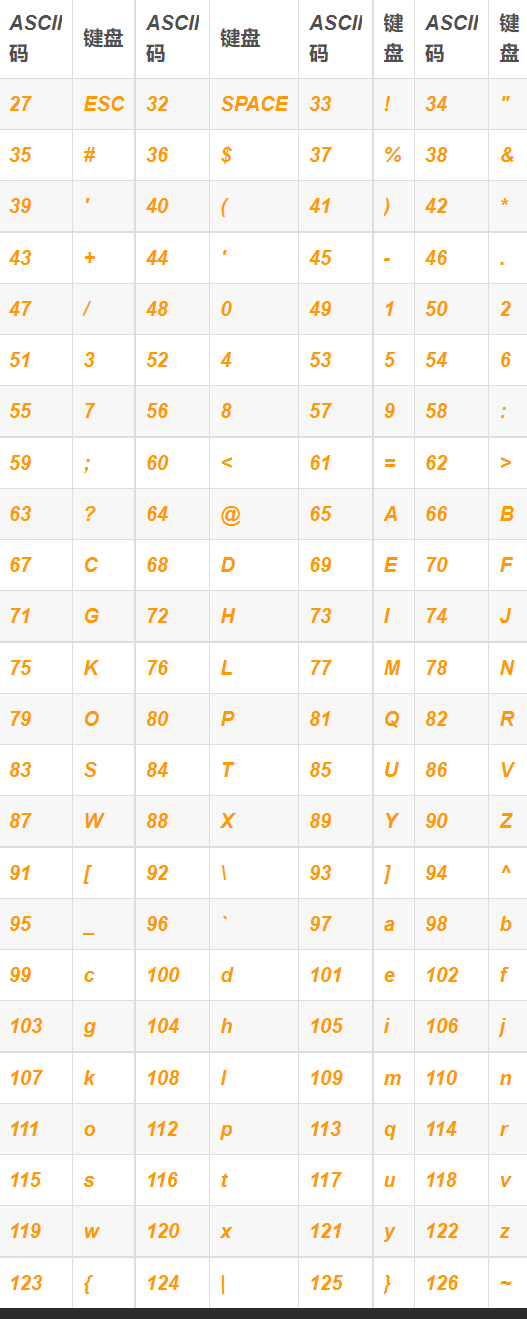 ASCII码 键盘 ASCII码 键盘 ASCII码 键盘 ASCII码 键盘
27 ESC 32 SPACE 33 ! 34 "
35 # 36 $ 37 % 38 &
39 ' 40 ( 41 ) 42 *
43 + 44 ' 45 - 46 .
47 / 48 0 49 1 50 2
51 3 52 4 53 5 54 6
55 7 56 8 57 9 58 :
59 ; 60 < 61 = 62 >
63 ? 64 @ 65 A 66 B
67 C 68 D 69 E 70 F
71 G 72 H 73 I 74 J
75 K 76 L 77 M 78 N
79 O 80 P 81 Q 82 R
83 S 84 T 85 U 86 V
87 W 88 X 89 Y 90 Z
91 [ 92 \ 93 ] 94 ^
95 _ 96 ` 97 a 98 b
99 c 100 d 101 e 102 f
103 g 104 h 105 i 106 j
107 k 108 l 109 m 110 n
111 o 112 p 113 q 114 r
115 s 116 t 117 u 118 v
119 w 120 x 121 y 122 z
123 { 124 | 125 } 126 ~